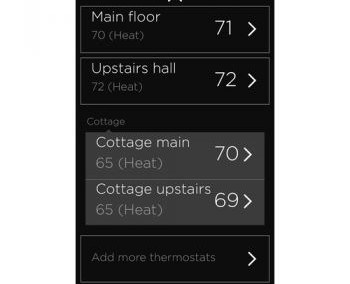 Main floor
70 (Heat)
71
Upstairs hall
72 (Heat)
72
Cottage
Cottage main
65 (Heat)
70
Cottage upstairs
65 (Heat)
69
Add more thermostats